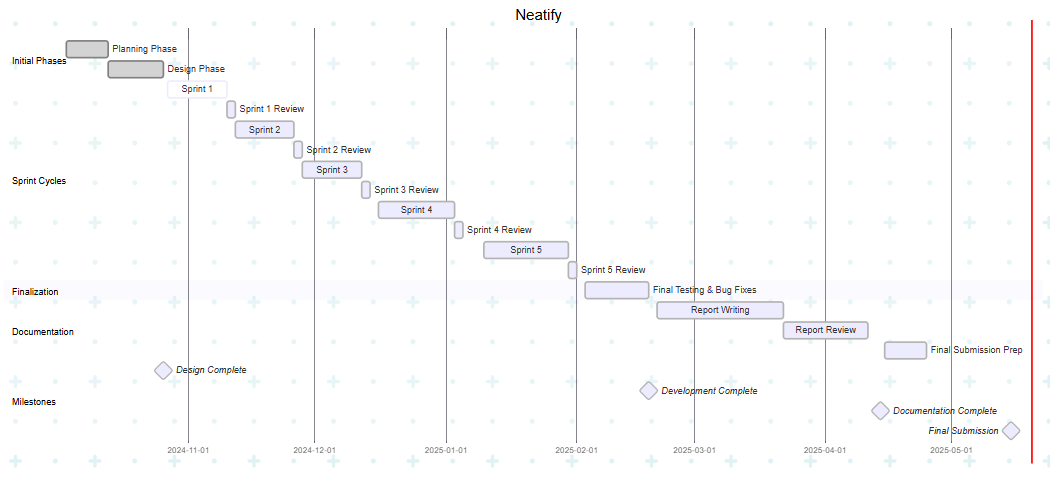 Neatify
Initial Phases
Planning Phase
Design Phase
Sprint 1
Sprint 1 Review
Sprint 2
Sprint 2 Review
Sprint Cycles
Sprint 3
Sprint 3 Review
Sprint 4
Sprint 4 Review
Sprint 5
Sprint 5 Review
Finalization
Final Testing & Bug Fixes
Report Writing
Documentation
Report Review
Final Submission Prep
Design Complete
Milestones
Development Complete
Documentation Complete
Final Submission
2024-11-01
2024-12-01
2025-01-01
2025-02-01
2025-03-01
2025-04-01
2025-05-01